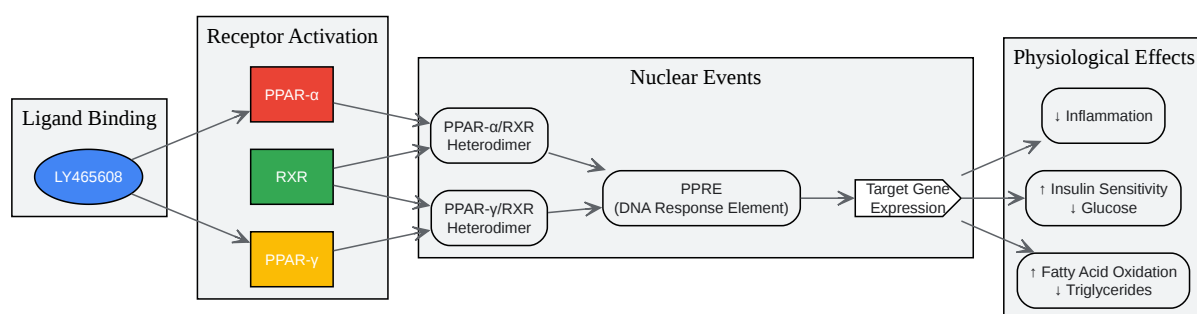 Ligand Binding
LY465608
Receptor Activation
PPAR-α
RXR
PPAR-γ
Nuclear Events
PPAR-α/RXR
Heterodimer
PPAR-γ/RXR
Heterodimer
PPRE
(DNA Response Element)
Target Gene
Expression
Physiological Effects
↓ Inflammation
↑ Insulin Sensitivity
↓ Glucose
↑ Fatty Acid Oxidation
↓ Triglycerides